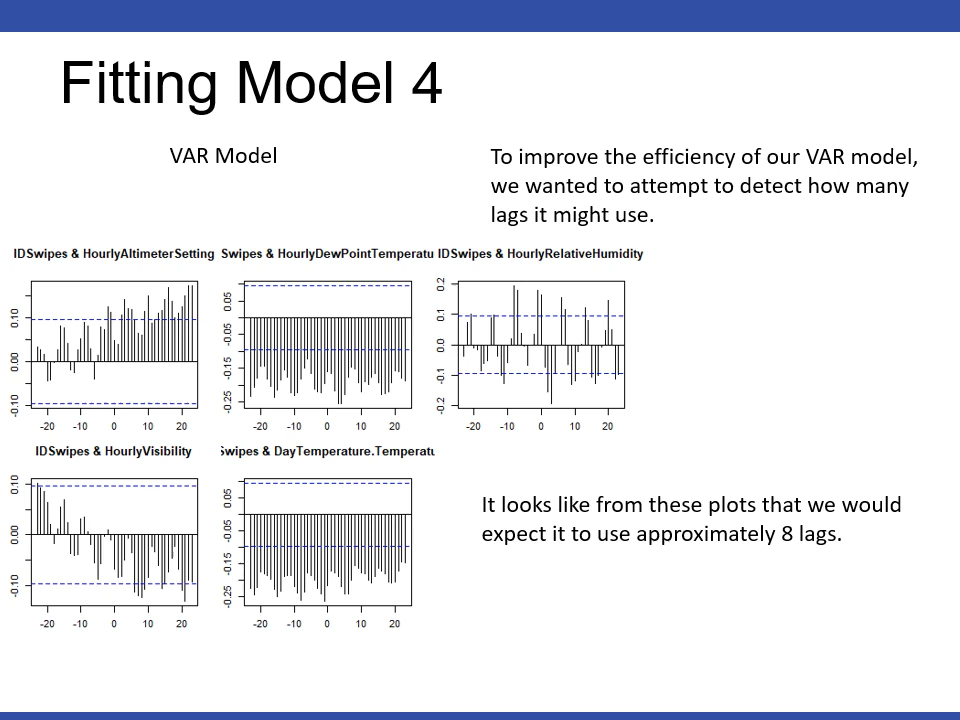 Fitting Model 4
VAR Model
To improve the efficiency of our VAR model,
we wanted to attempt to detect how many
lags it might use.
IDSwipes & HourlyAltimeterSetting
Swipes & HourlyDewPointTemperatu
IDSwipes & HourlyRelativeHumidity
0.10
0.00
-0.10
-20 -10 0 10 20
0.05
-0.05
-0.15
-0.25
-20 -10 0 10 20
0.2
0.1
0.0
-0.1
-0.2
-20 -10 0 10 20
IDSwipes & HourlyVisibility
Swipes & DayTemperature.Temperatu
0.10
0.00
-0.10
-20 -10 0 10 20
0.05
-0.05
-0.15
-0.25
-20 -10 0 10 20
It looks like from these plots that we would
expect it to use approximately 8 lags.